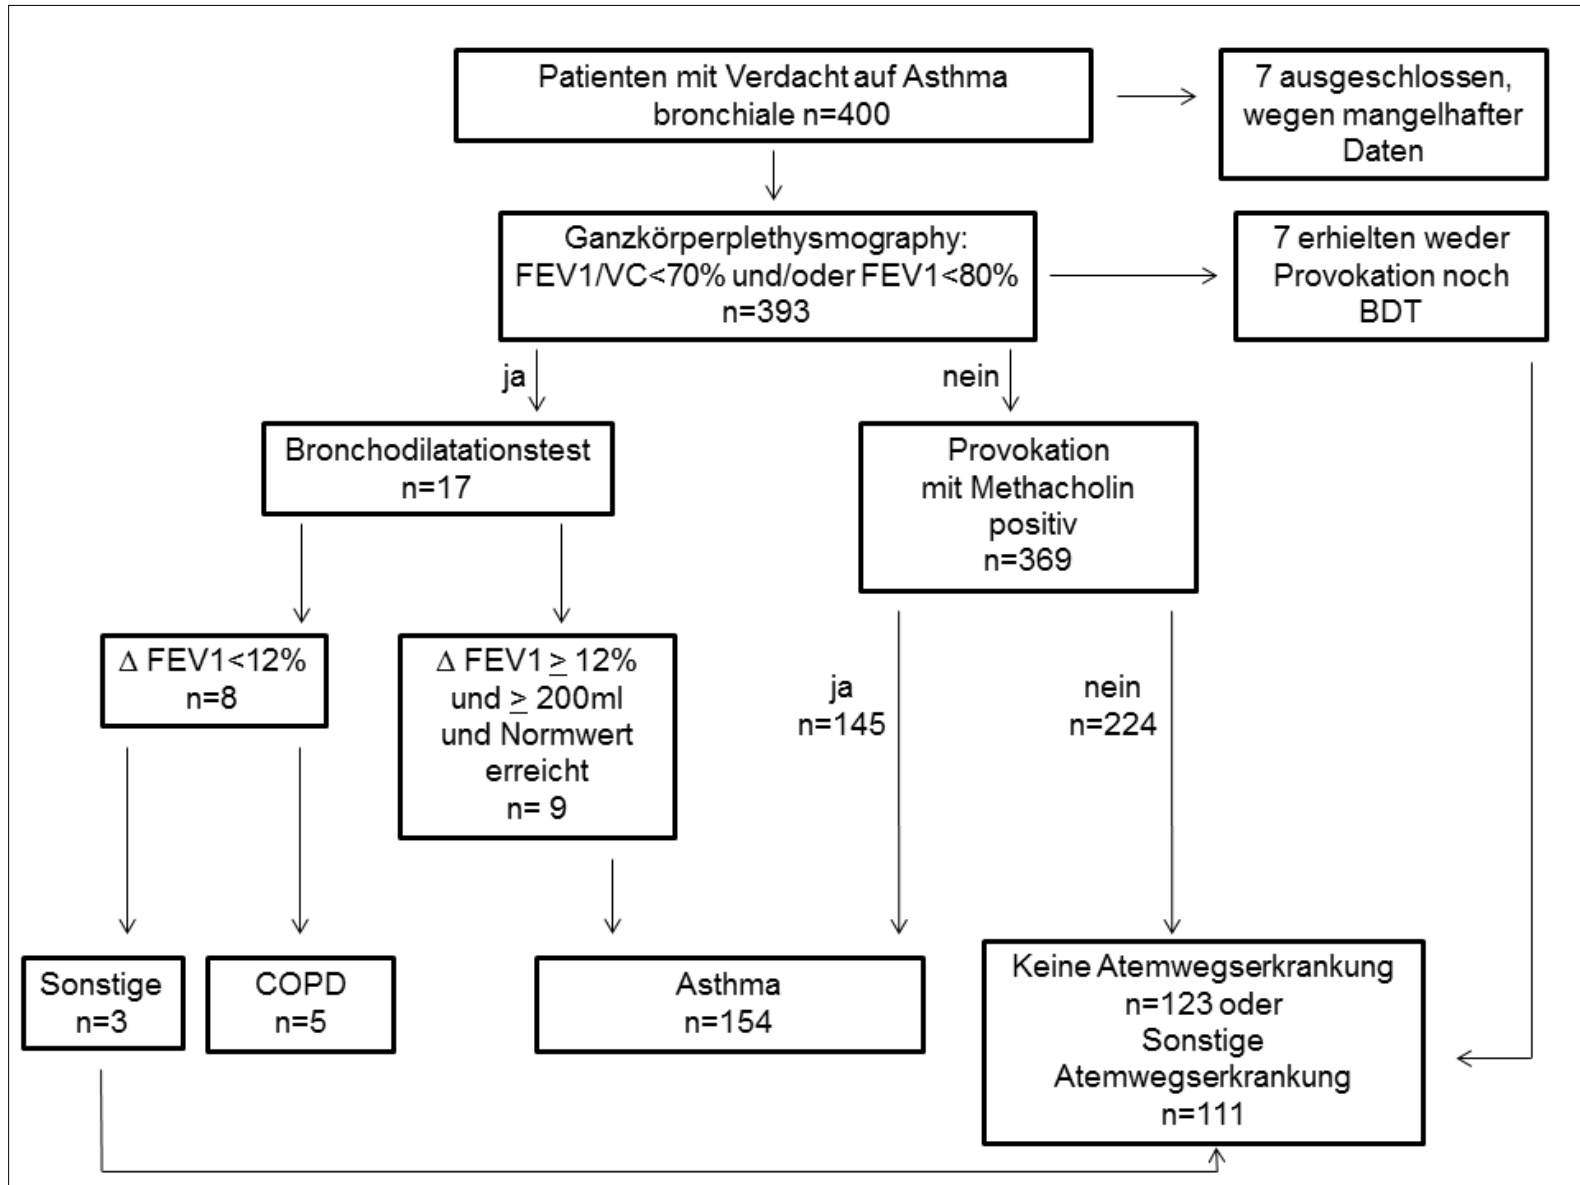 Patienten mit Verdacht auf Asthma
bronchiale n=400
7 ausgeschlossen,
wegen mangelhafter
Daten
Ganzkörperplethysmography:
FEV1/VC<70% und/oder FEV1<80%
n=393
7 erhielten weder
Provokation noch
BDT
ja
nein
Bronchodilatationstest
n=17
Provokation
mit Methacholin
positiv
n=369
Δ FEV1<12%
n=8
Δ FEV1 ≥ 12%
und ≥ 200ml
und Normwert
erreicht
n= 9
ja
n=145
nein
n=224
Sonstige
n=3
COPD
n=5
Asthma
n=154
Keine Atemwegserkrankung
n=123 oder
Sonstige
Atemwegserkrankung
n=111